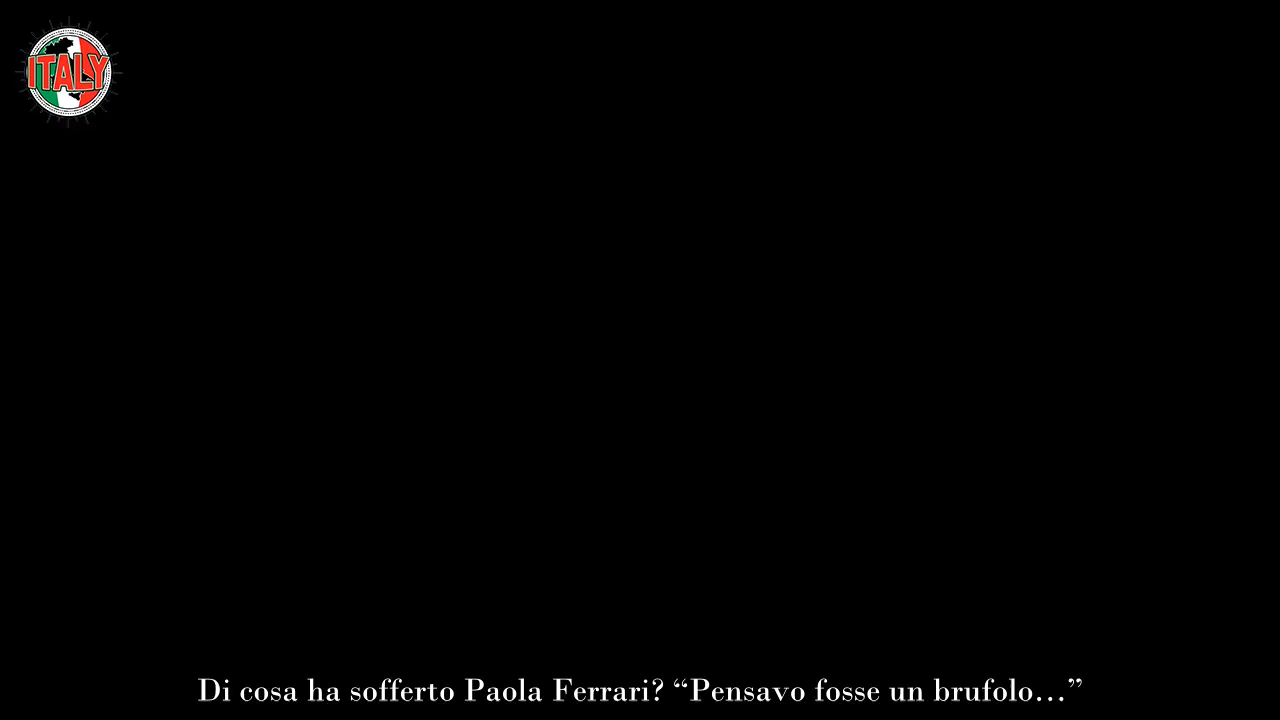 ITALY
Di cosa ha sofferto Paola Ferrari? “Pensavo fosse un brufolo…”